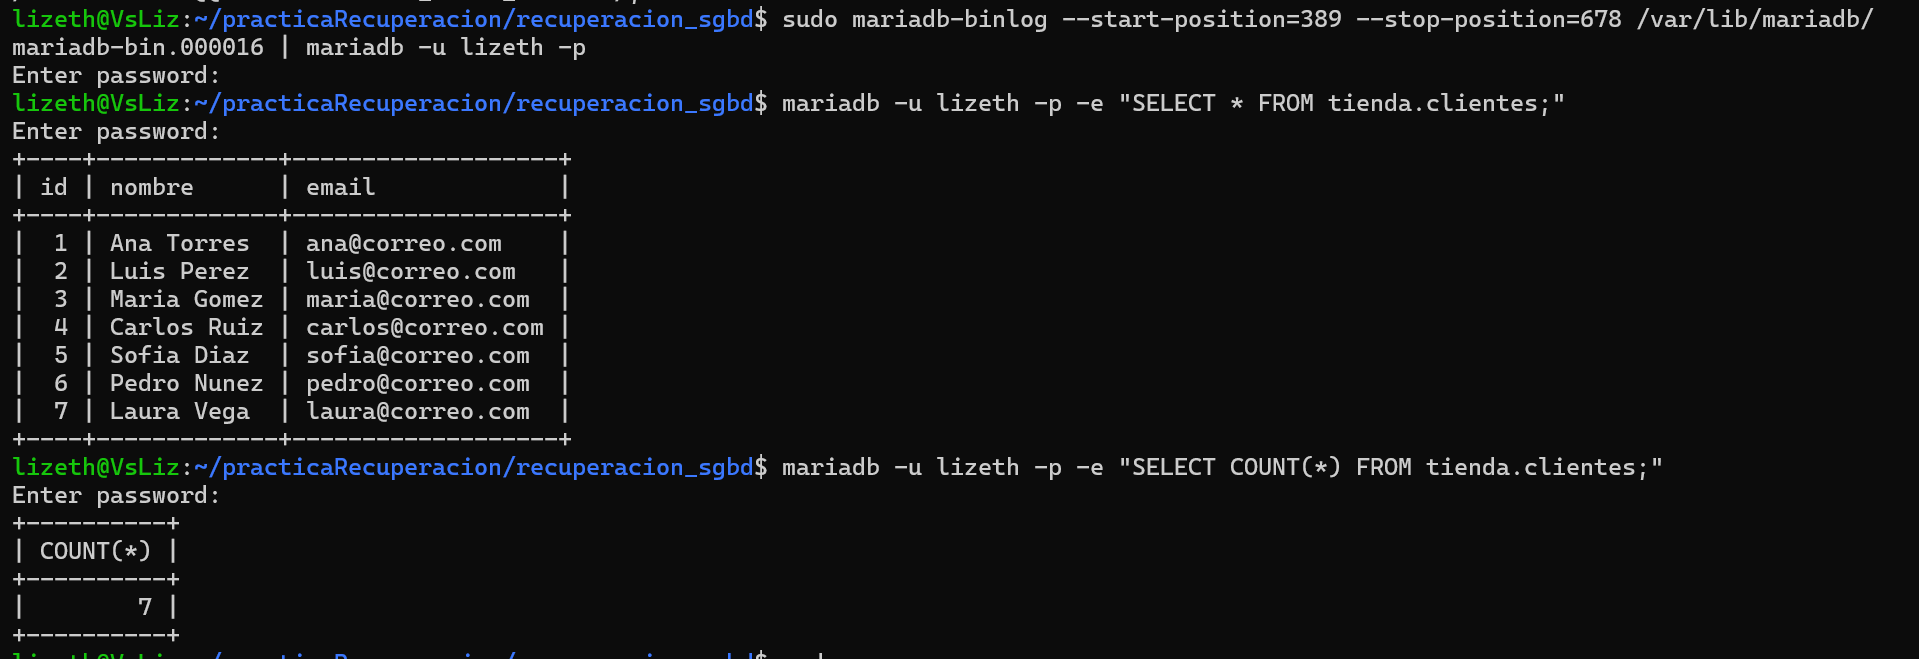 lizeth@VsLiz:~/practicaRecuperacion/recuperacion_sgbd$ sudo mariadb-binlog --start-position=389 --stop-position=678 /var/lib/mariadb/
mariadb-bin.000016 | mariadb -u lizeth -p
Enter password:
lizeth@VsLiz:~/practicaRecuperacion/recuperacion_sgbd$ mariadb -u lizeth -p -e "SELECT * FROM tienda.clientes;"
Enter password:
+----+-------------+-------------------+
| id | nombre      | email             |
+----+-------------+-------------------+
|  1 | Ana Torres  | ana@correo.com    |
|  2 | Luis Perez  | luis@correo.com   |
|  3 | Maria Gomez | maria@correo.com  |
|  4 | Carlos Ruiz | carlos@correo.com |
|  5 | Sofia Diaz  | sofia@correo.com  |
|  6 | Pedro Nunez | pedro@correo.com  |
|  7 | Laura Vega  | laura@correo.com  |
+----+-------------+-------------------+
lizeth@VsLiz:~/practicaRecuperacion/recuperacion_sgbd$ mariadb -u lizeth -p -e "SELECT COUNT(*) FROM tienda.clientes;"
Enter password:
+----------+
| COUNT(*) |
+----------+
|        7 |
+----------+